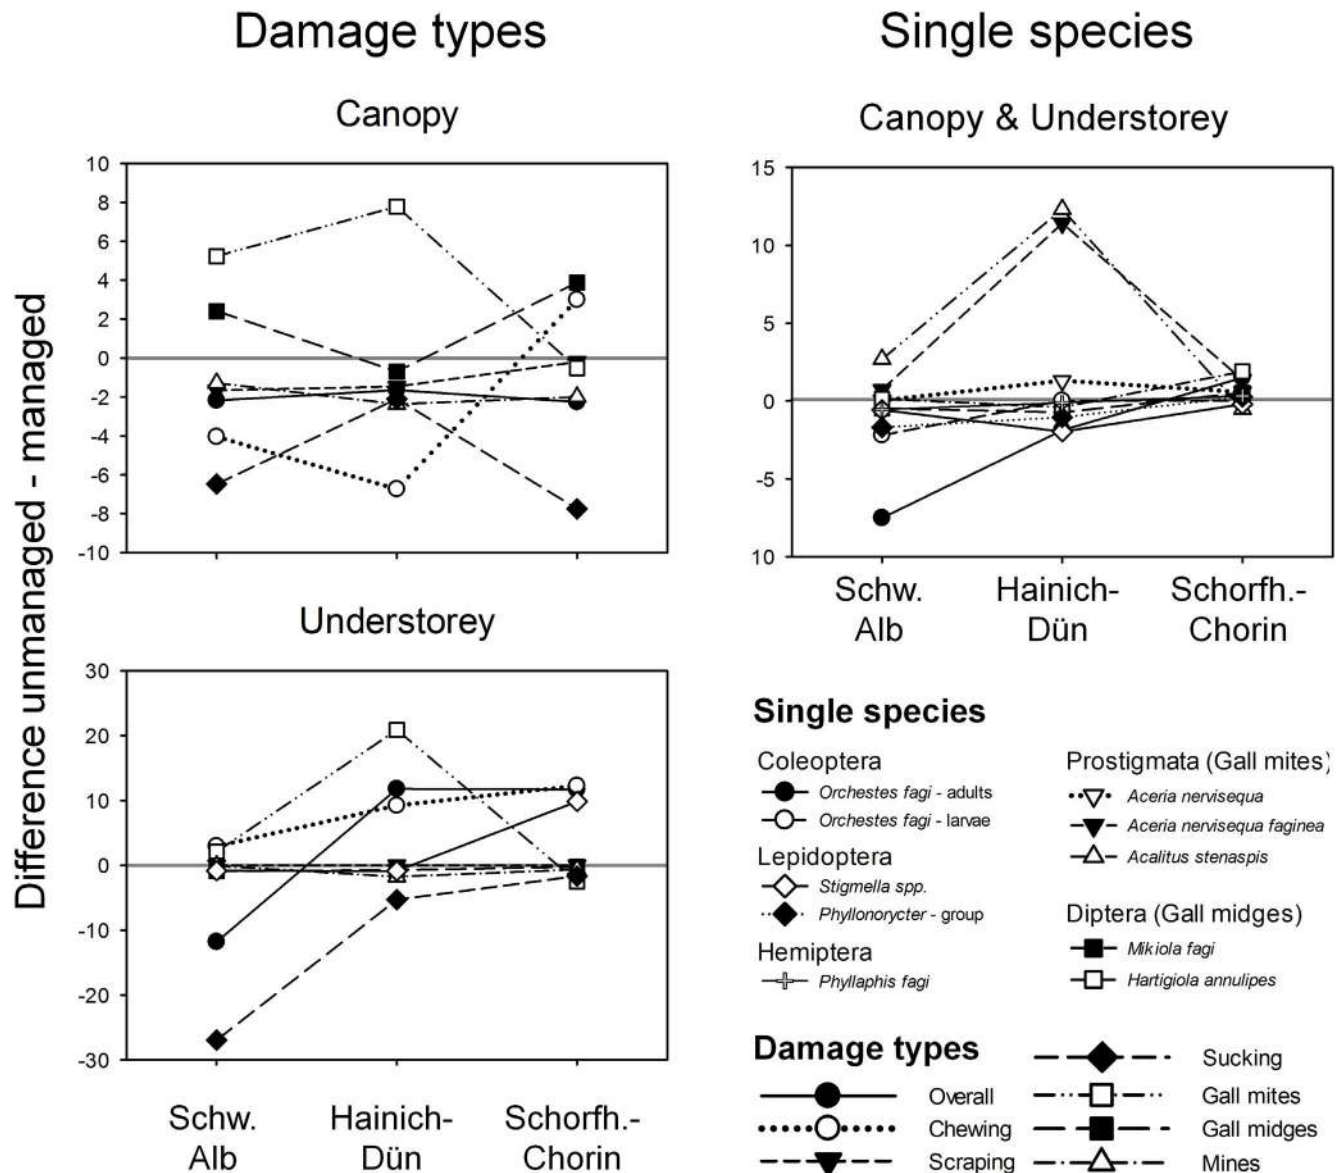 Damage types
Single species
Canopy
Canopy & Understorey
Difference unmanaged - managed
10
8
6
4
2
0
-2
-4
-6
-8
-10
15
10
5
0
-5
10
Schw.
Alb
Hainich-
Dün
Schorfh.-
Chorin
Understorey
30
20
10
0
-10
-20
-30
Schw.
Alb
Hainich-
Dün
Schorfh.-
Chorin
Single species
Coleoptera
Orchestes fagi - adults
Orchestes fagi - larvae
Lepidoptera
Stigmella spp.
Phyllonorycter - group
Hemiptera
Phyllaphis fagi
Prostigmata (Gall mites)
Aceria nervisequa
Aceria nervisequa faginea
Acalitus stenaspis
Diptera (Gall midges)
Mikiola fagi
Hartigiola annulipes
Damage types
Overall
Chewing
Scraping
Sucking
Gall mites
Gall midges
Mines